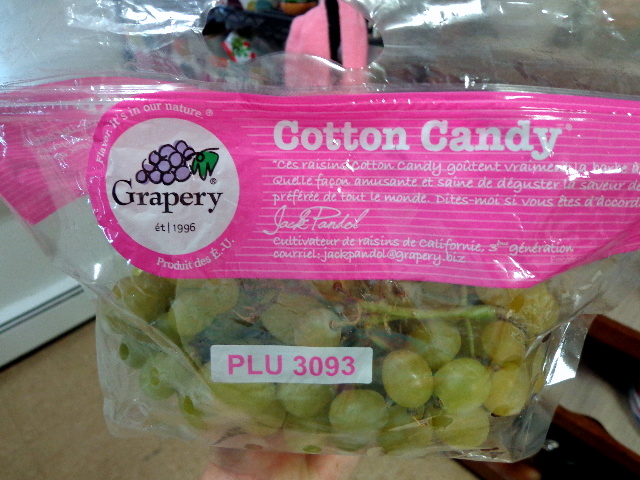 Flavor. It's in our nature.®
Grapery®
ét | 1996
Produit des É.-U.
Cotton Candy
"Ces raisins Cotton Candy goûtent vraiment la barbe à
Quelle façon amusante et saine de déguster la saveur
préférée de tout le monde. Dites-moi si vous êtes d'accord
Jack Pandol
Cultivateur de raisins de Californie, 3ème génération
courriel: jackpandol@grapery.biz
PLU 3093